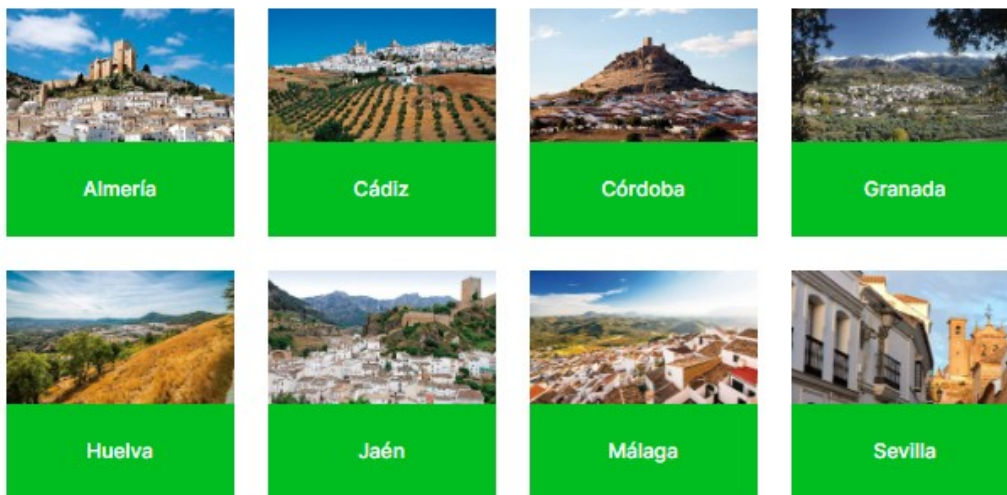 Almería
Cádiz
Córdoba
Granada
Huelva
Jaén
Málaga
Sevilla